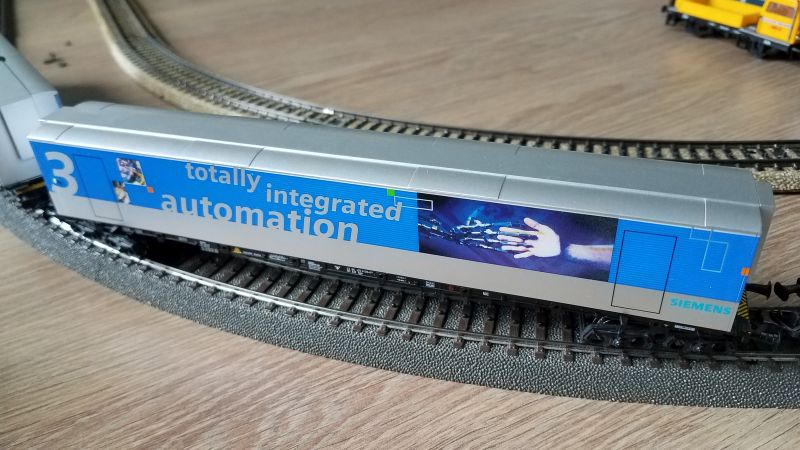 3
totally
integrated
automation
SIEMENS